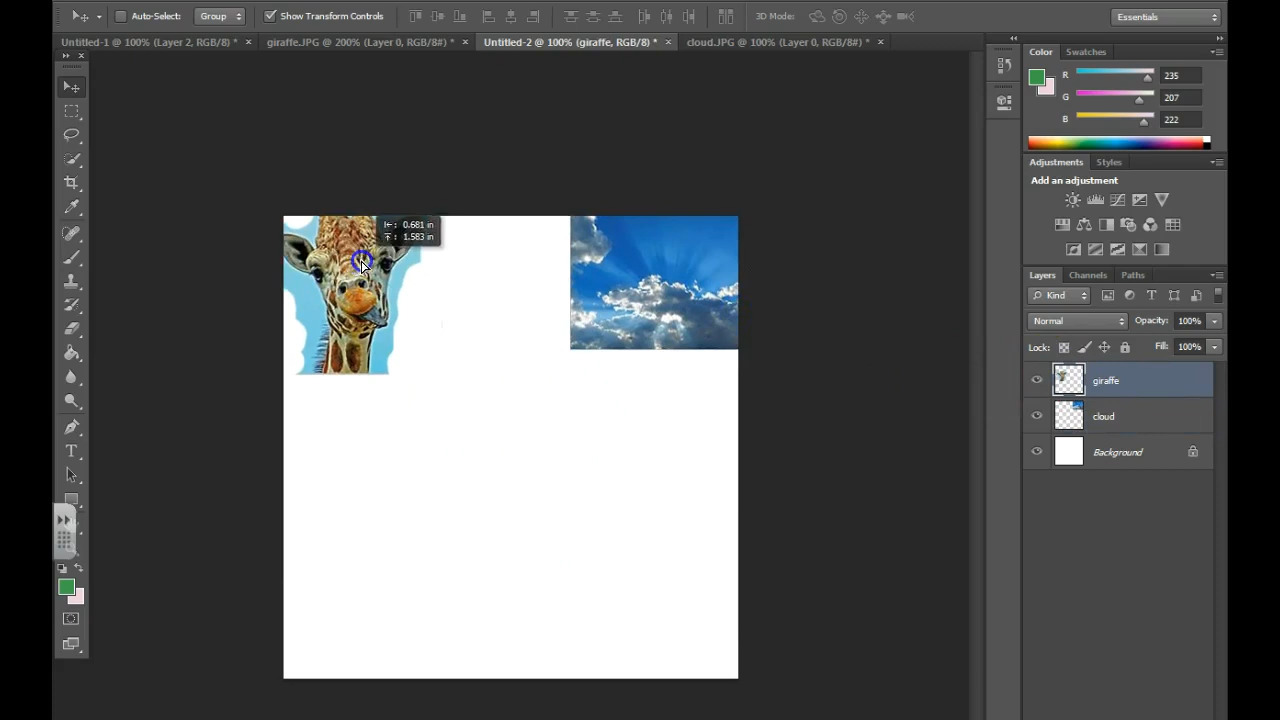 Auto-Select: Group Show Transform Controls 3D Mode: Essentials
Untitled-1 @ 100% (Layer 2, RGB/8) * × giraffe.JPG @ 200% (Layer 0, RGB/8#) * × Untitled-2 @ 100% (giraffe, RGB/8) * × cloud.JPG @ 100% (Layer 0, RGB/8#) * ×
Color Swatches
R 235
G 207
B 222
Adjustments Styles
Add an adjustment
Layers Channels Paths
Kind
Normal Opacity: 100%
Lock: Fill: 100%
giraffe
cloud
Background
0.681 in
1.583 in